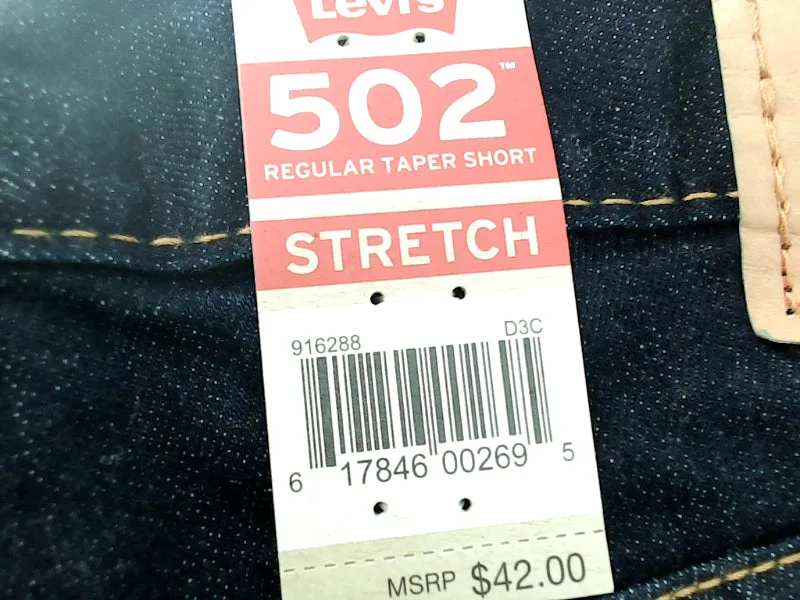 Levi's
502™
REGULAR TAPER SHORT
STRETCH
916288 D3C
6 17846 00269 5
MSRP $42.00